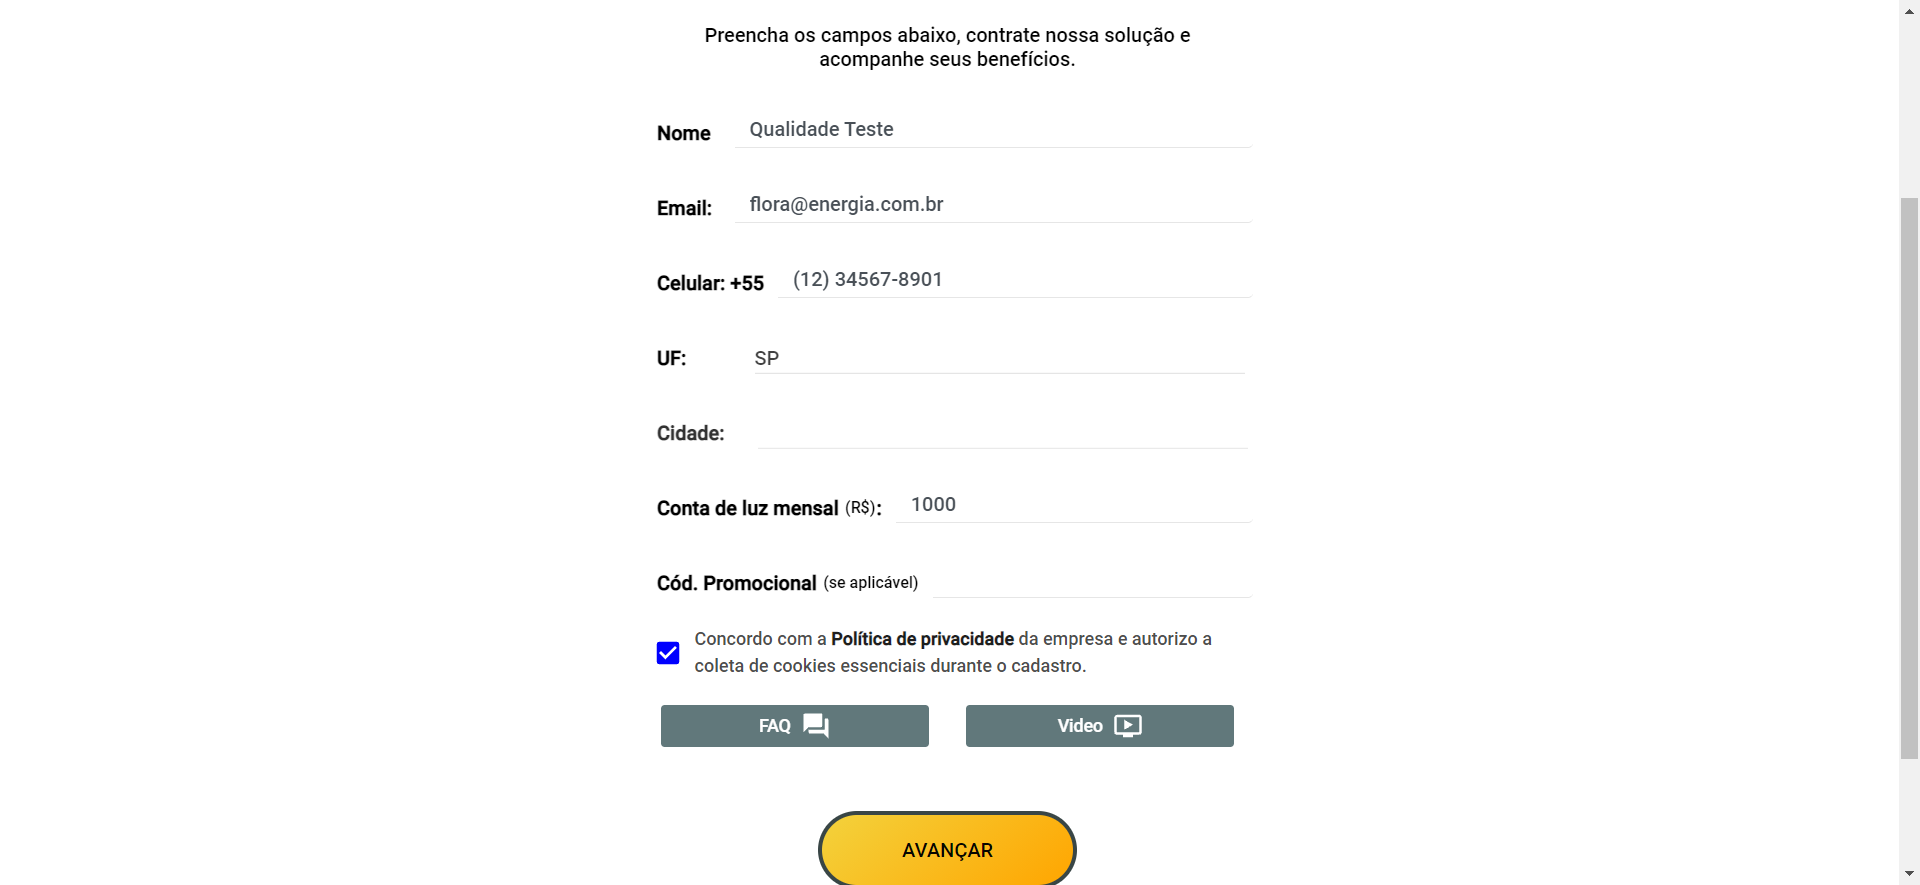 Preencha os campos abaixo, contrate nossa solução e
acompanhe seus benefícios.
Nome Qualidade Teste
Email: flora@energia.com.br
Celular: +55 (12) 34567-8901
UF: SP
Cidade:
Conta de luz mensal (R$): 1000
Cód. Promocional (se aplicável)
Concordo com a Política de privacidade da empresa e autorizo a
coleta de cookies essenciais durante o cadastro.
FAQ Video
AVANÇAR